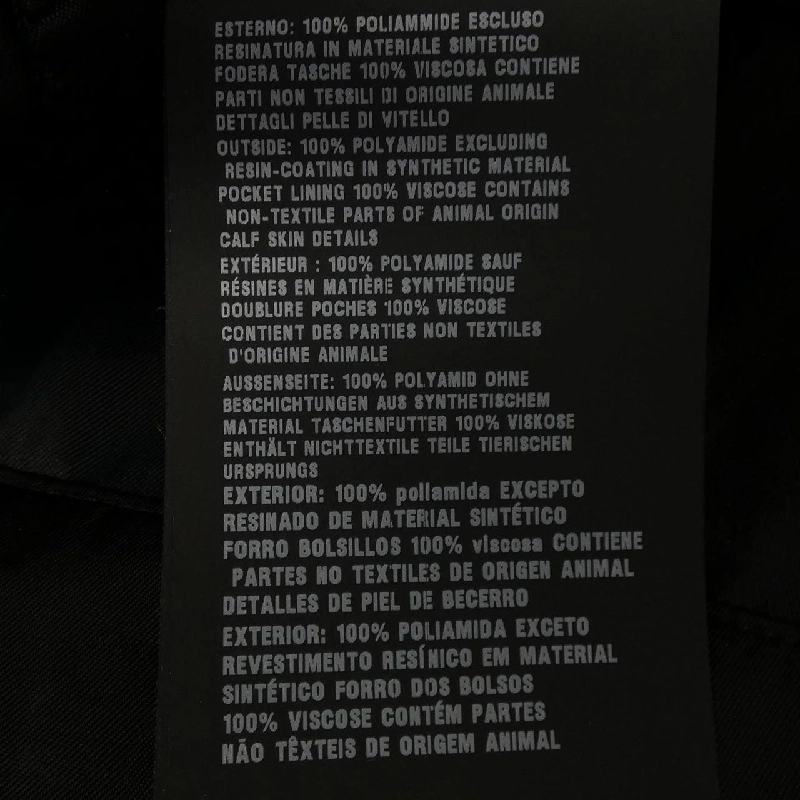 ESTERNO: 100% POLIAMMIDE ESCLUSO
RESINATURA IN MATERIALE SINTETICO
FODERA TASCHE 100% VISCOSA CONTIENE
PARTI NON TESSILI DI ORIGINE ANIMALE
DETTAGLI PELLE DI VITELLO
OUTSIDE: 100% POLYAMIDE EXCLUDING
RESIN-COATING IN SYNTHETIC MATERIAL
POCKET LINING 100% VISCOSE CONTAINS
NON-TEXTILE PARTS OF ANIMAL ORIGIN
CALF SKIN DETAILS
EXTÉRIEUR : 100% POLYAMIDE SAUF
RÉSINES EN MATIÈRE SYNTHÉTIQUE
DOUBLURE POCHES 100% VISCOSE
CONTIENT DES PARTIES NON TEXTILES
D'ORIGINE ANIMALE
AUSSENSEITE: 100% POLYAMID OHNE
BESCHICHTUNGEN AUS SYNTHETISCHEM
MATERIAL TASCHENFUTTER 100% VISKOSE
ENTHÄLT NICHTTEXTILE TEILE TIERISCHEN
URSPRUNGS
EXTERIOR: 100% poliamida EXCEPTO
RESINADO DE MATERIAL SINTÉTICO
FORRO BOLSILLOS 100% viscosa CONTIENE
PARTES NO TEXTILES DE ORIGEN ANIMAL
DETALLES DE PIEL DE BECERRO
EXTERIOR: 100% POLIAMIDA EXCETO
REVESTIMENTO RESÍNICO EM MATERIAL
SINTÉTICO FORRO DOS BOLSOS
100% VISCOSE CONTÉM PARTES
NÃO TÊXTEIS DE ORIGEM ANIMAL